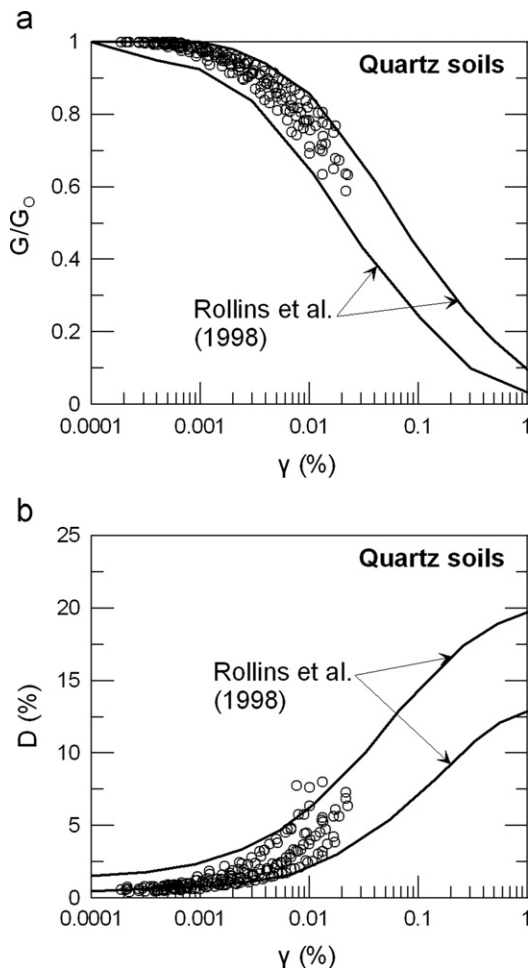 a
1
Quartz soils
0.8
0.6
G/G₀
0.4
Rollins et al.
(1998)
0.2
0
0.0001 0.001 0.01 0.1 1
γ (%)
b
25
Quartz soils
20
Rollins et al.
(1998)
15
D (%)
10
5
0
0.0001 0.001 0.01 0.1 1
γ (%)